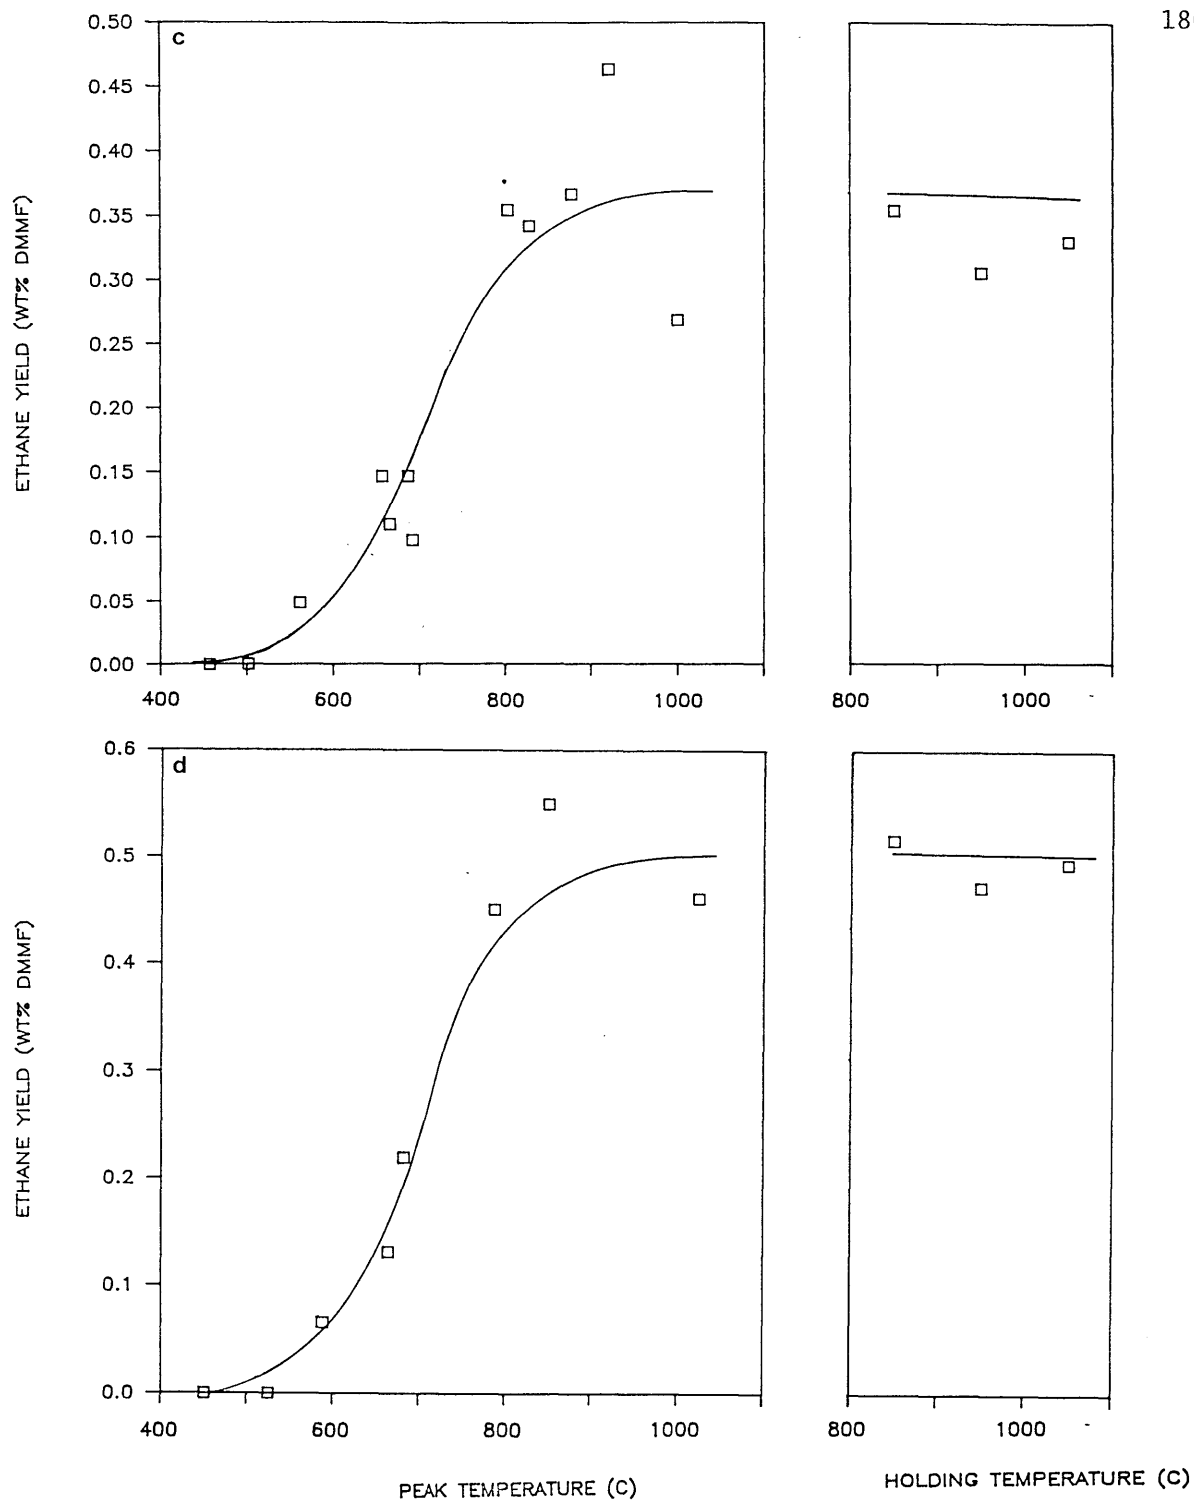 18
c
0.50
0.45
0.40
0.35
0.30
0.25
0.20
0.15
0.10
0.05
0.00
ETHANE YIELD (WT% DMMF)
400 600 800 1000
800 1000
d
0.6
0.5
0.4
0.3
0.2
0.1
0.0
ETHANE YIELD (WT% DMMF)
400 600 800 1000
800 1000
PEAK TEMPERATURE (C)
HOLDING TEMPERATURE (C)